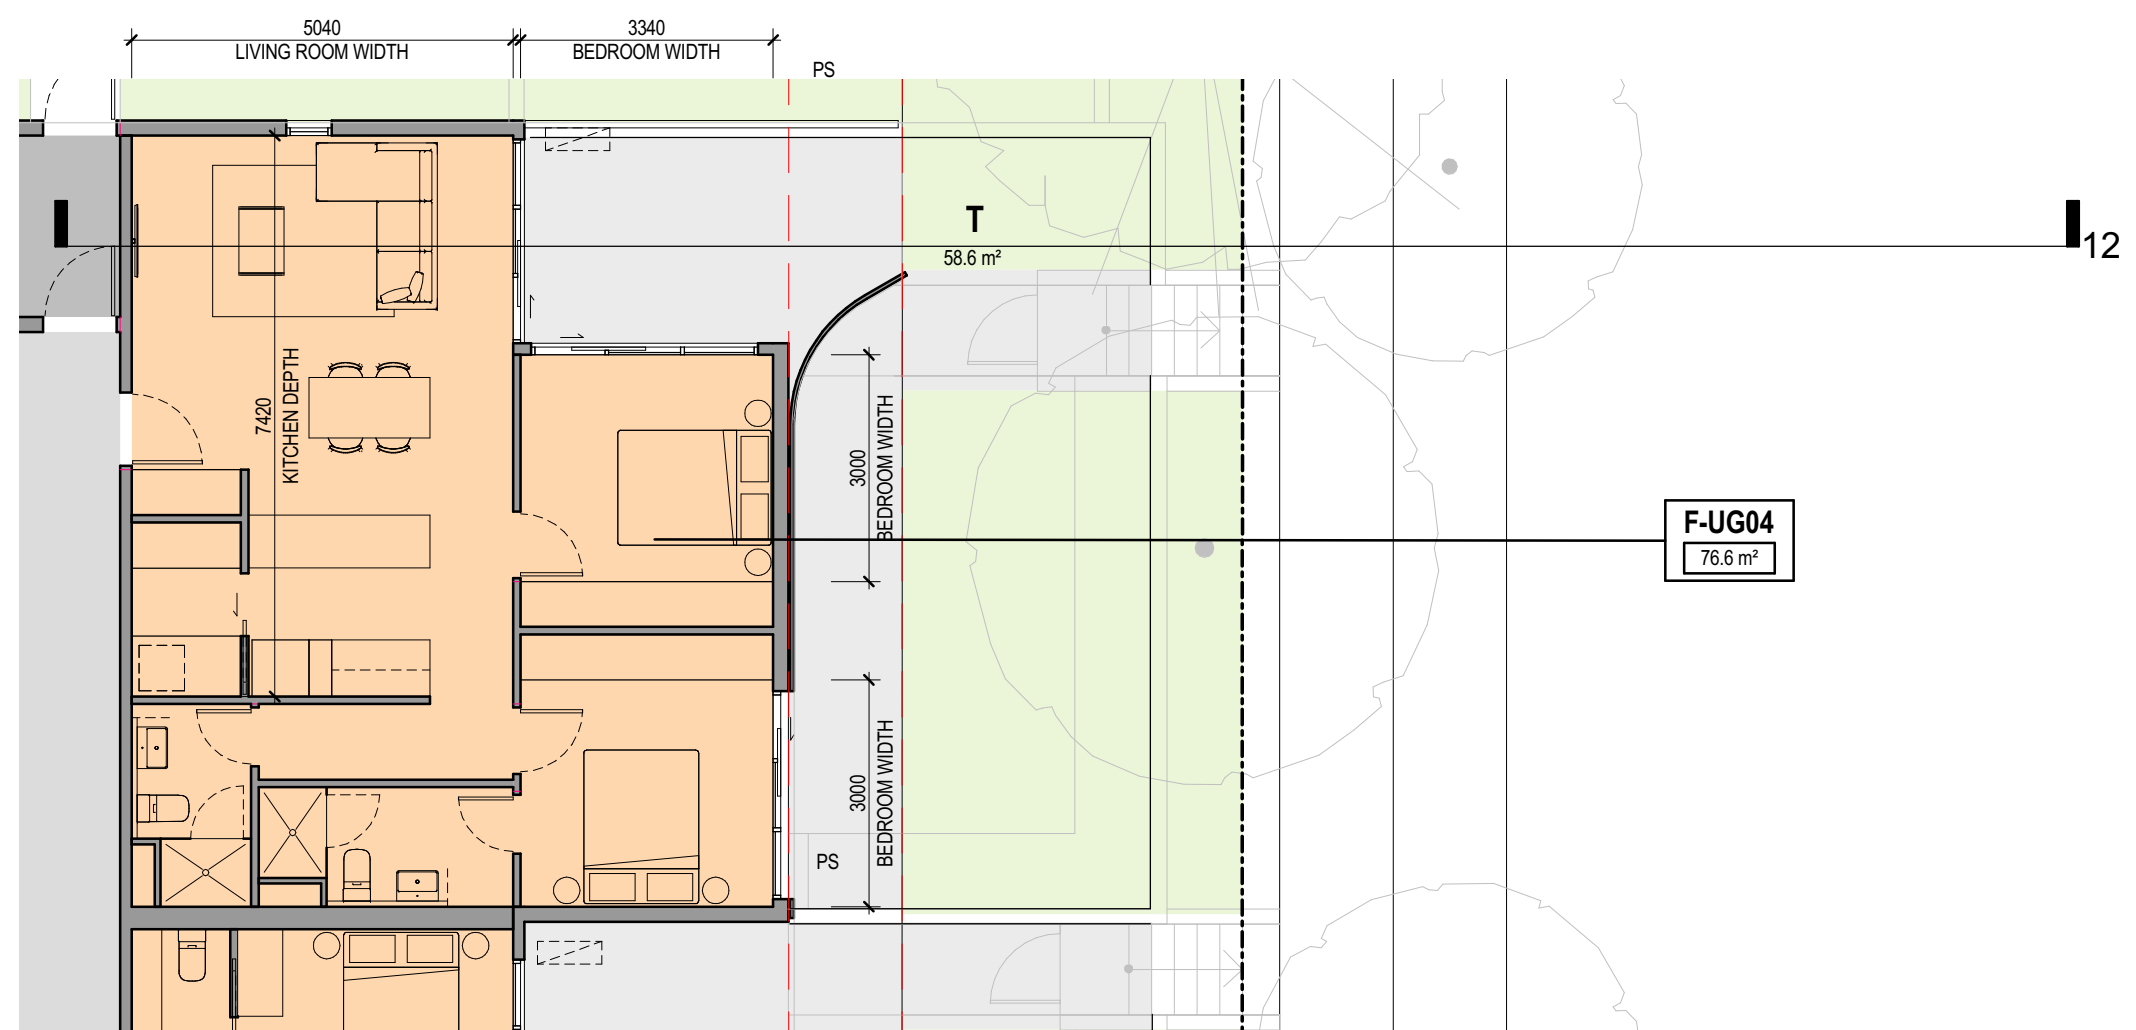 5040
LIVING ROOM WIDTH
3340
BEDROOM WIDTH
PS
T
58.6 m²
12
7420
KITCHEN DEPTH
3000
BEDROOM WIDTH
F-UG04
76.6 m²
3000
BEDROOM WIDTH
PS